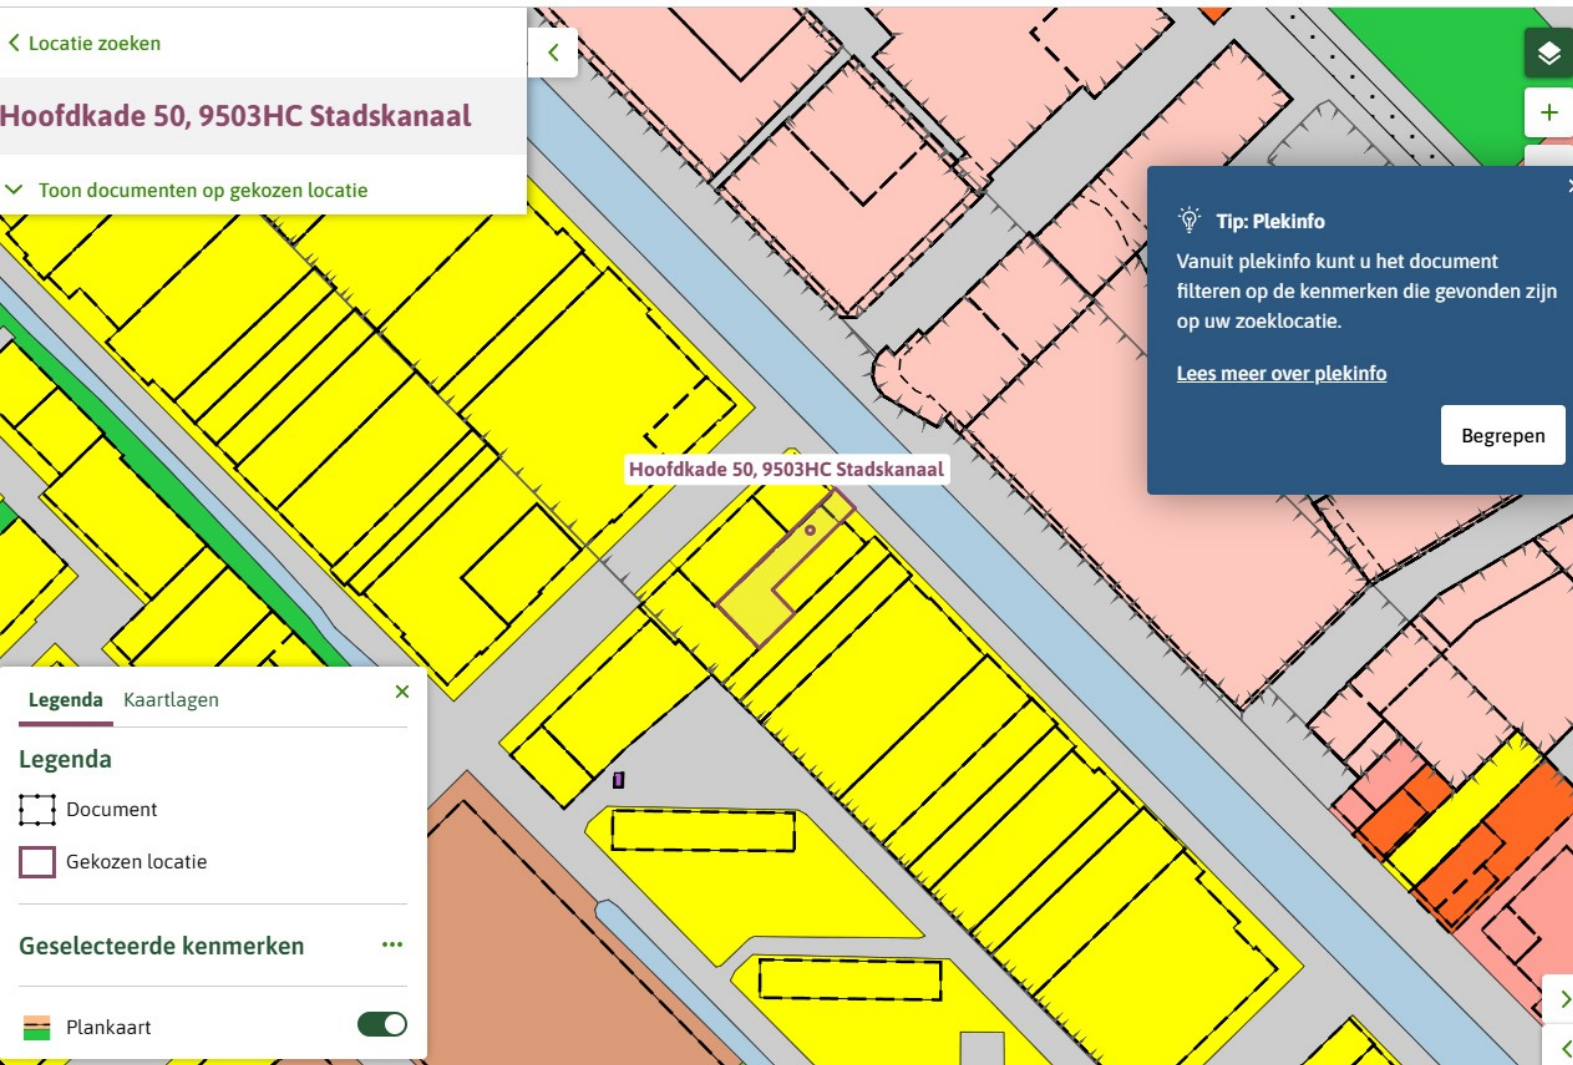 Locatie zoeken
Hoofdkade 50, 9503HC Stadskanaal
Toon documenten op gekozen locatie
Tip: Plekinfo
Vanuit plekinfo kunt u het document
filteren op de kenmerken die gevonden zijn
op uw zoeklocatie.
Lees meer over plekinfo
Begrepen
Hoofdkade 50, 9503HC Stadskanaal
Legenda Kaartlagen
Legenda
Document
Gekozen locatie
Geselecteerde kenmerken
Plankaart